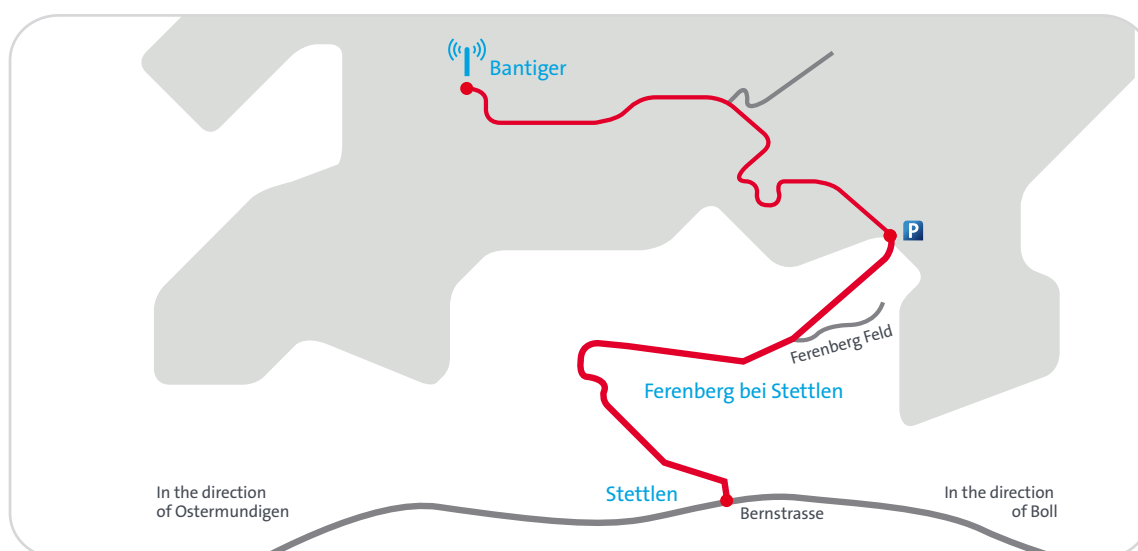 Bantiger
P
Ferenberg Feld
Ferenberg bei Stettlen
Stettlen
In the direction
of Ostermundigen
Bernstrasse
In the direction
of Boll